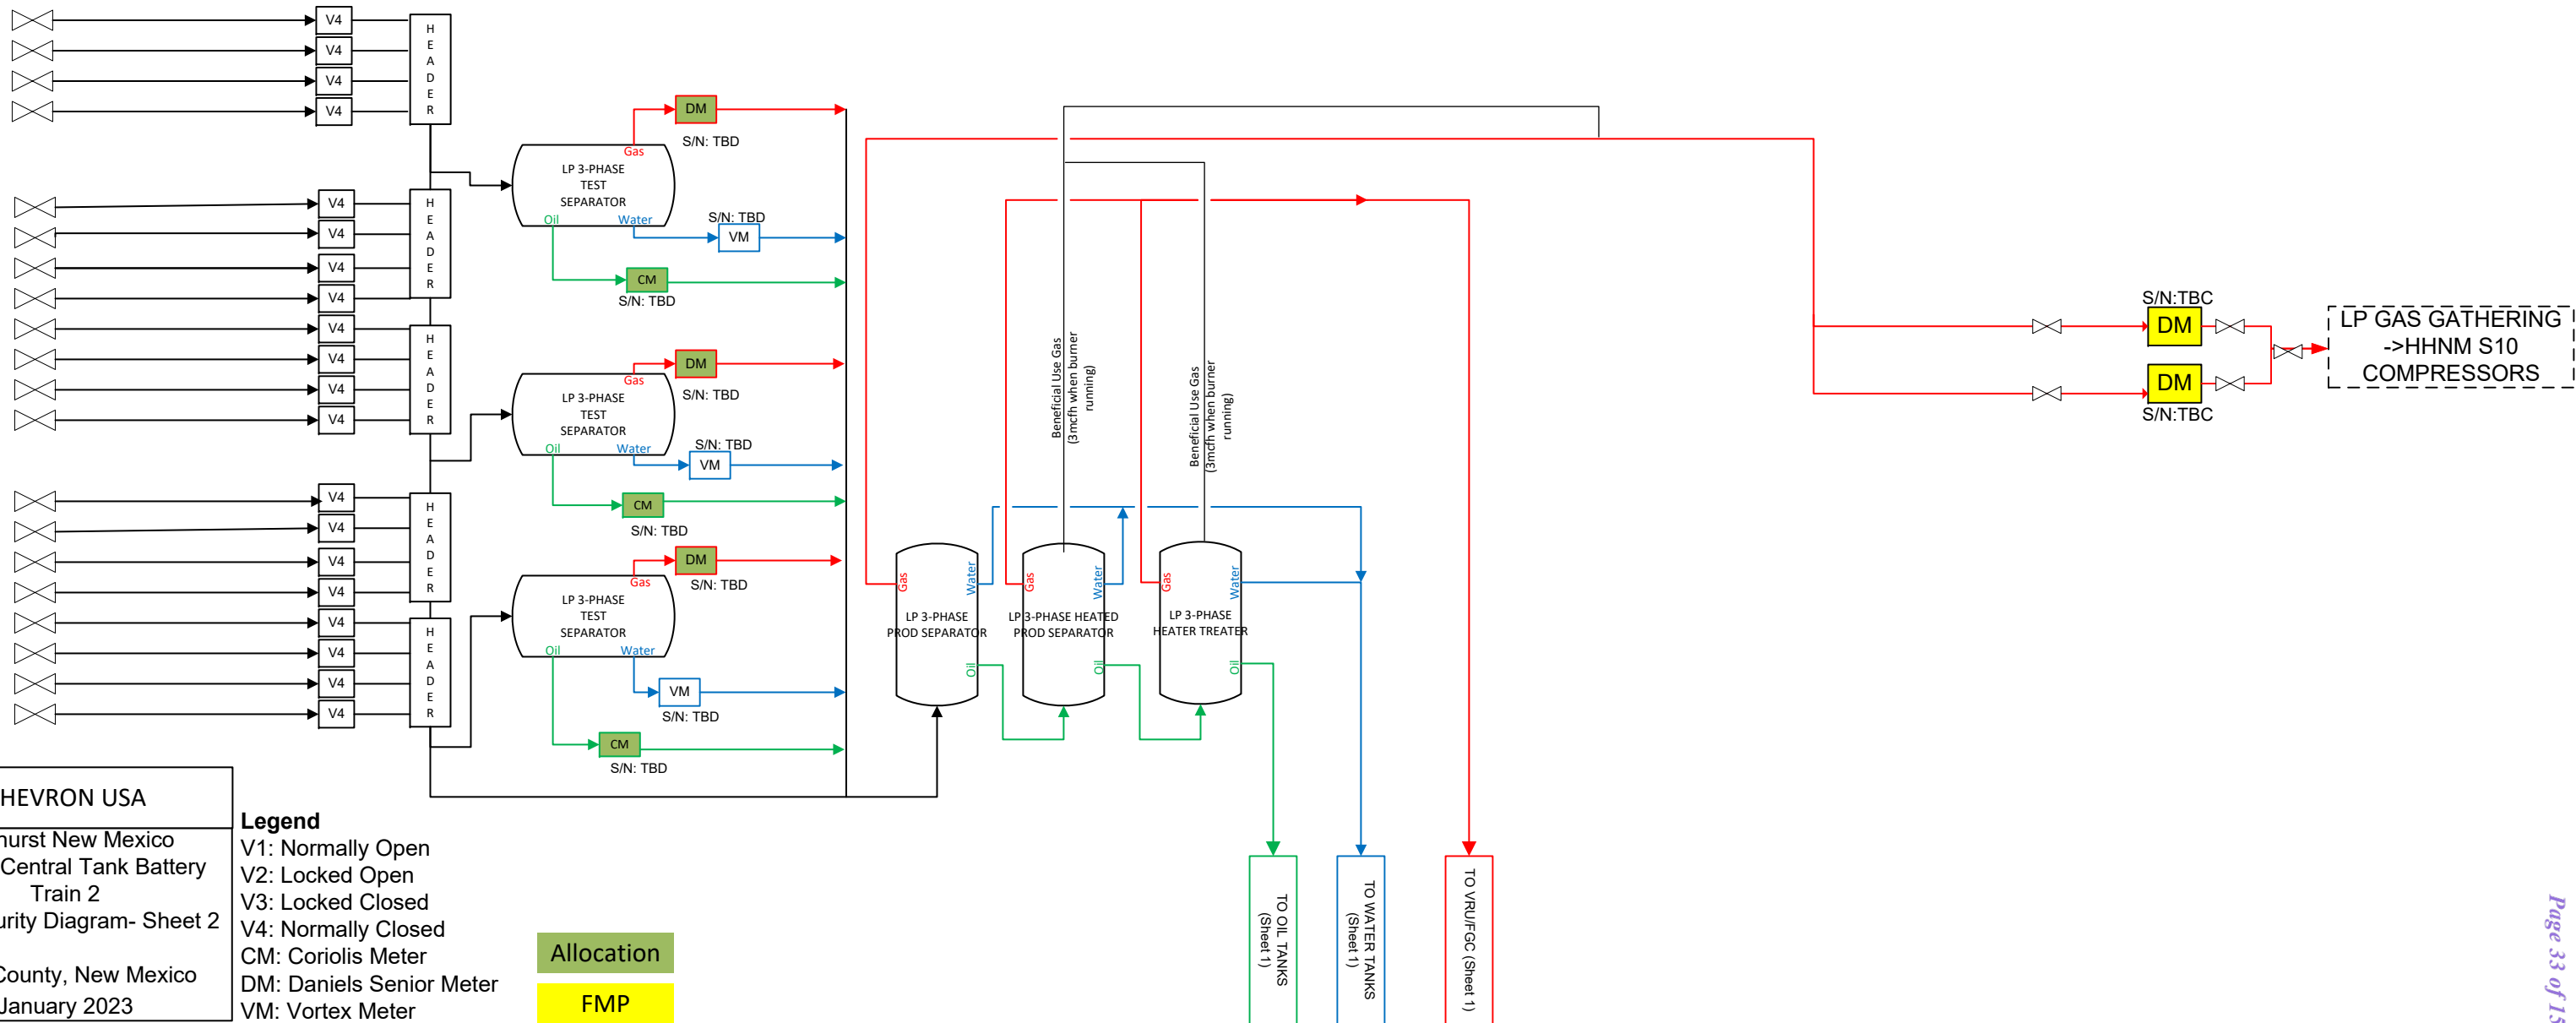 V4
V4
V4
V4
HEADER
V4
V4
V4
V4
HEADER
V4
V4
V4
V4
HEADER
V4
V4
V4
V4
HEADER
V4
V4
V4
V4
HEADER
DM
S/N: TBD
Gas
LP 3-PHASE
TEST
SEPARATOR
Oil
Water
S/N: TBD
VM
CM
S/N: TBD
DM
S/N: TBD
Gas
LP 3-PHASE
TEST
SEPARATOR
Oil
Water
S/N: TBD
VM
CM
S/N: TBD
DM
S/N: TBD
Gas
LP 3-PHASE
TEST
SEPARATOR
Oil
Water
VM
S/N: TBD
CM
S/N: TBD
Beneficial Use Gas
(3mcfh when burner
running)
Beneficial Use Gas
(3mcfh when burner
running)
Gas
Water
LP 3-PHASE
PROD SEPARATOR
Oil
Gas
Water
LP 3-PHASE HEATED
PROD SEPARATOR
Oil
Gas
Water
LP 3-PHASE
HEATER TREATER
Oil
S/N:TBC
DM
DM
S/N:TBC
LP GAS GATHERING
->HHNM S10
COMPRESSORS
TO OIL TANKS
(Sheet 1)
TO WATER TANKS
(Sheet 1)
TO VRU/FGC (Sheet 1)
HEVRON USA
hurst New Mexico
Central Tank Battery
Train 2
urity Diagram- Sheet 2
County, New Mexico
January 2023
Legend
V1: Normally Open
V2: Locked Open
V3: Locked Closed
V4: Normally Closed
CM: Coriolis Meter
DM: Daniels Senior Meter
VM: Vortex Meter
Allocation
FMP
Page 33 of 15